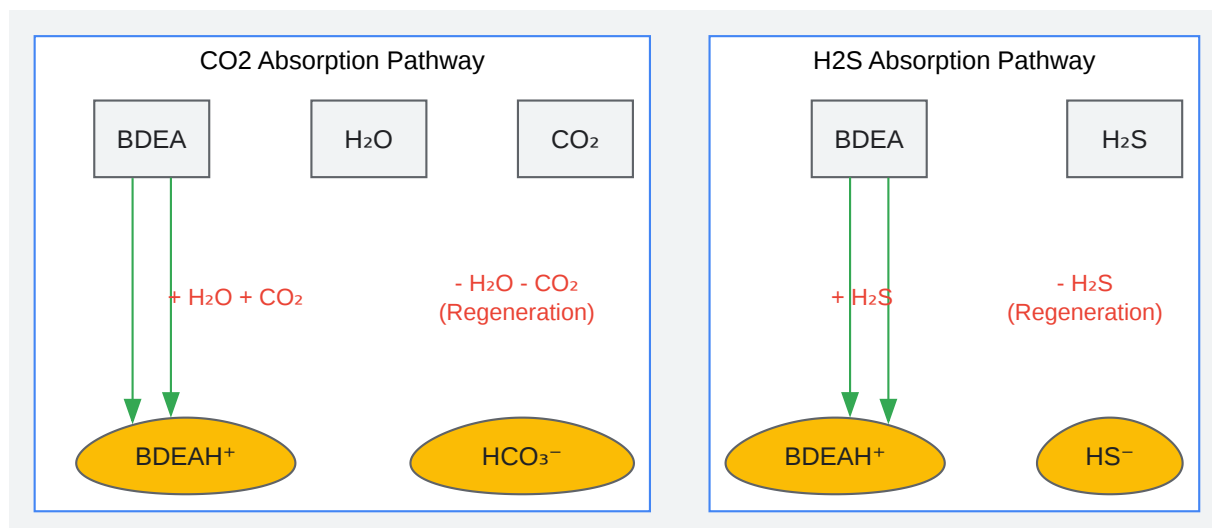 CO2 Absorption Pathway
BDEA
H₂O
CO₂
+ H₂O + CO₂
- H₂O - CO₂
(Regeneration)
BDEAH⁺
HCO₃⁻
H2S Absorption Pathway
BDEA
H₂S
+ H₂S
- H₂S
(Regeneration)
BDEAH⁺
HS⁻